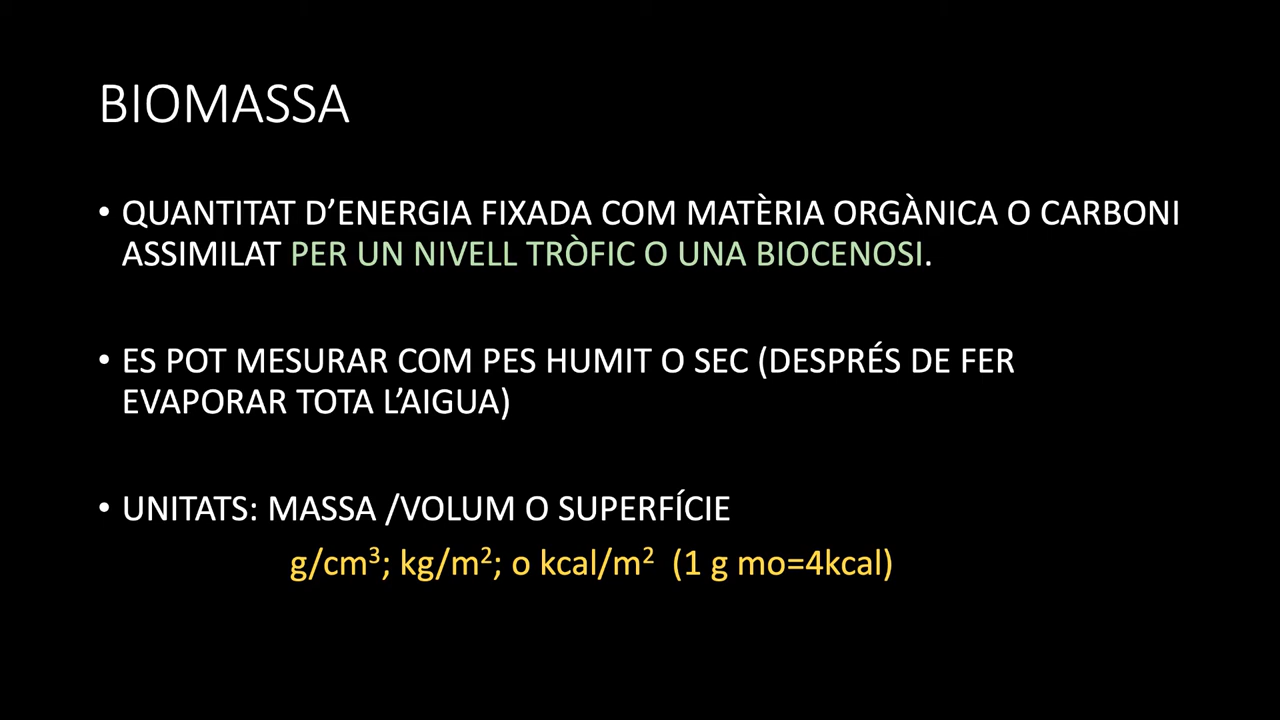 BIOMASSA
• QUANTITAT D’ENERGIA FIXADA COM MATÈRIA ORGÀNICA O CARBONI
ASSIMILAT PER UN NIVELL TRÒFIC O UNA BIOCENOSI.
• ES POT MESURAR COM PES HUMIT O SEC (DESPRÉS DE FER
EVAPORAR TOTA L’AIGUA)
• UNITATS: MASSA /VOLUM O SUPERFÍCIE
g/cm³; kg/m²; o kcal/m² (1 g mo=4kcal)